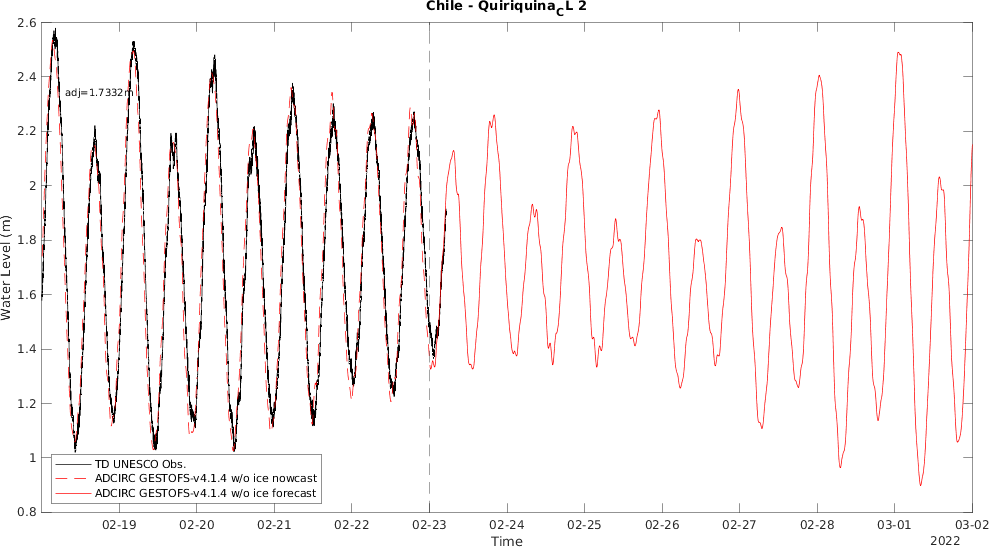 Chile - Quiriquina_CL 2
2.6
2.4
adj=1.7332m
2.2
2
1.8
Water Level (m)
1.6
1.4
1.2
1
TD UNESCO Obs.
ADCIRC GESTOFS-v4.1.4 w/o ice nowcast
ADCIRC GESTOFS-v4.1.4 w/o ice forecast
0.8
02-19 02-20 02-21 02-22 02-23 02-24 02-25 02-26 02-27 02-28 03-01 03-02
Time
2022